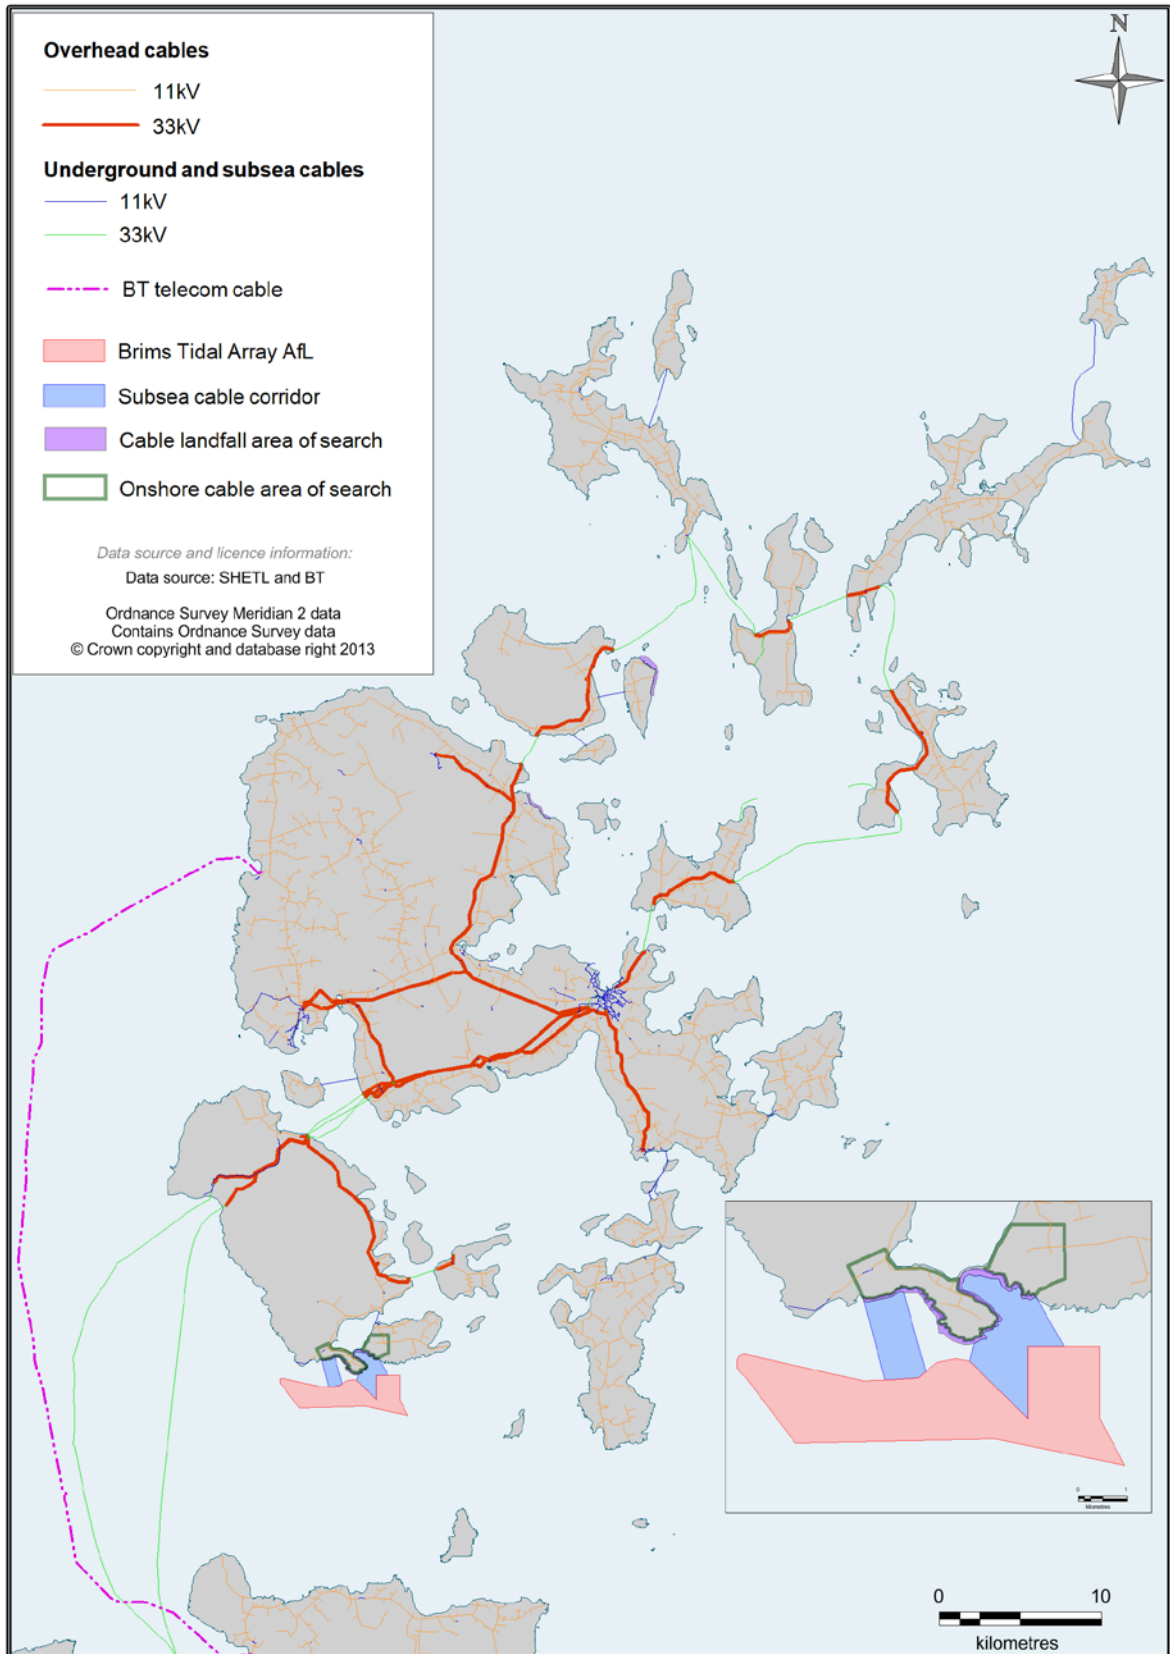 Overhead cables
11kV
33kV
Underground and subsea cables
11kV
33kV
BT telecom cable
Brims Tidal Array AfL
Subsea cable corridor
Cable landfall area of search
Onshore cable area of search
Data source and licence information:
Data source: SHETL and BT
Ordnance Survey Meridian 2 data
Contains Ordnance Survey data
© Crown copyright and database right 2013
N
0 1
kilometres
0 10
kilometres